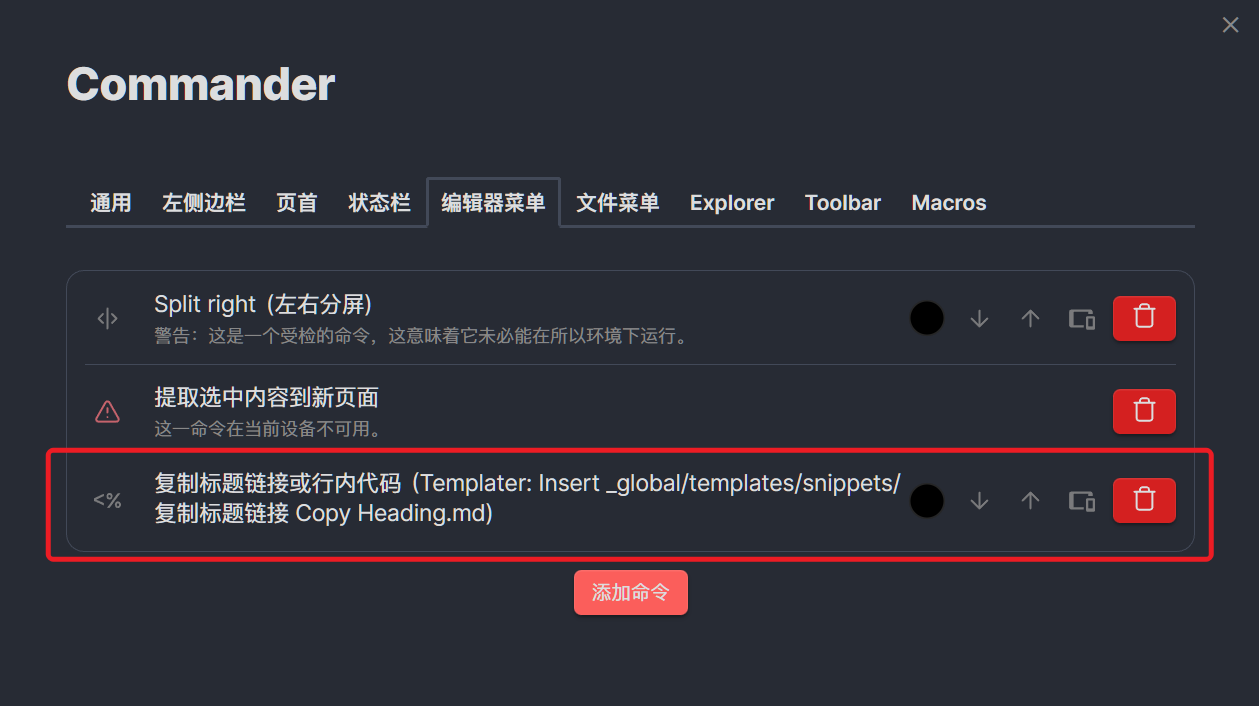 Commander
通用 左侧边栏 页首 状态栏 编辑器菜单 文件菜单 Explorer Toolbar Macros
Split right (左右分屏)
警告：这是一个受检的命令，这意味着它未必能在所以环境下运行。
提取选中内容到新页面
这一命令在当前设备不可用。
<% 复制标题链接或行内代码 (Templater: Insert _global/templates/snippets/
复制标题链接 Copy Heading.md)
添加命令